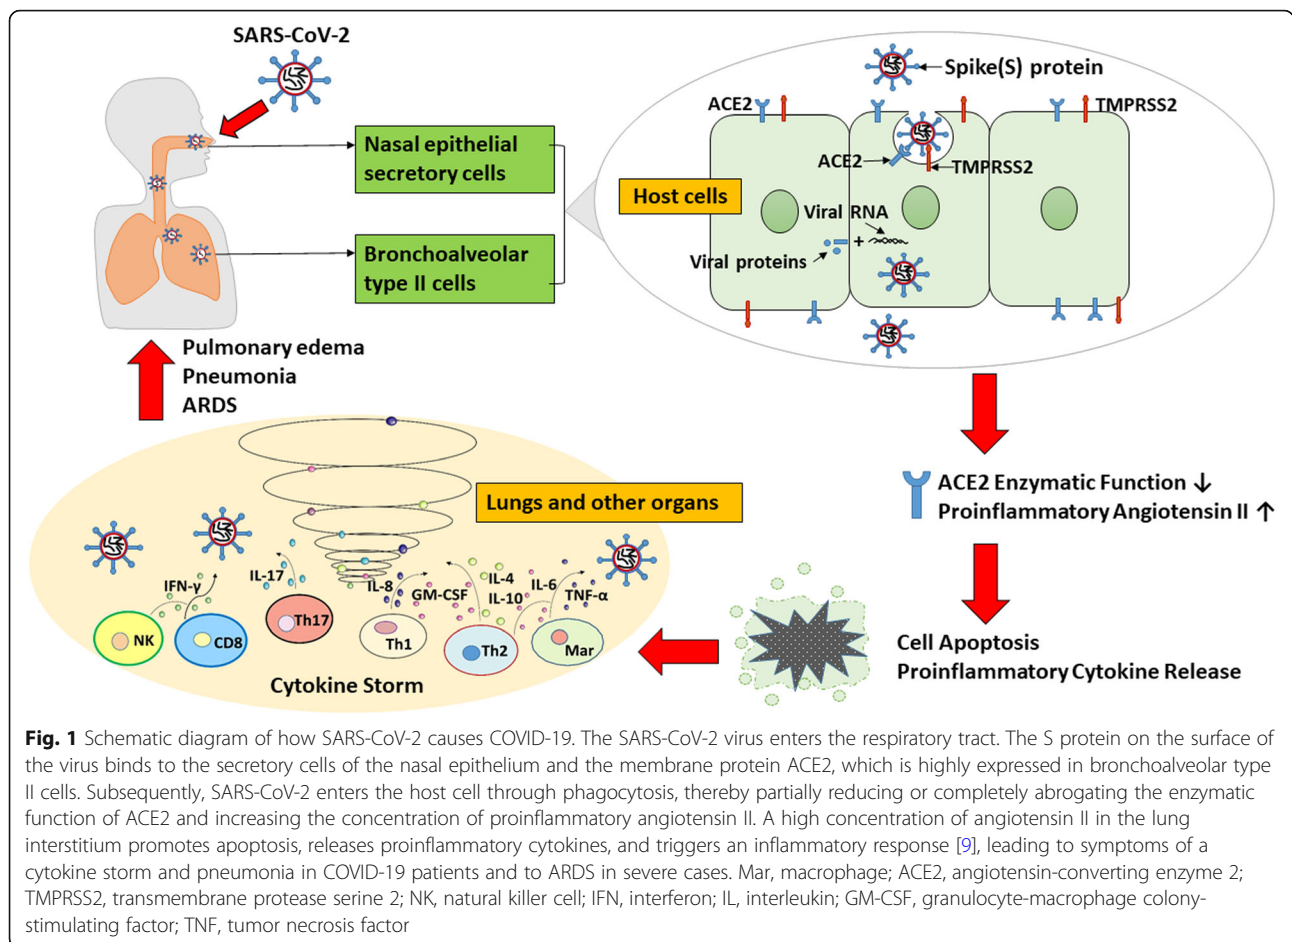 SARS-CoV-2
Nasal epithelial
secretory cells
Bronchoalveolar
type II cells
Spike(S) protein
ACE2
TMPRSS2
ACE2
TMPRSS2
Host cells
Viral RNA
+
Viral proteins
Pulmonary edema
Pneumonia
ARDS
ACE2 Enzymatic Function ↓
Proinflammatory Angiotensin II ↑
Cell Apoptosis
Proinflammatory Cytokine Release
Lungs and other organs
IFN-γ
IL-17
IL-8
GM-CSF
IL-4
IL-10
IL-6
TNF-α
NK
CD8
Th17
Th1
Th2
Mar
Cytokine Storm
Fig. 1 Schematic diagram of how SARS-CoV-2 causes COVID-19. The SARS-CoV-2 virus enters the respiratory tract. The S protein on the surface of
the virus binds to the secretory cells of the nasal epithelium and the membrane protein ACE2, which is highly expressed in bronchoalveolar type
II cells. Subsequently, SARS-CoV-2 enters the host cell through phagocytosis, thereby partially reducing or completely abrogating the enzymatic
function of ACE2 and increasing the concentration of proinflammatory angiotensin II. A high concentration of angiotensin II in the lung
interstitium promotes apoptosis, releases proinflammatory cytokines, and triggers an inflammatory response [9], leading to symptoms of a
cytokine storm and pneumonia in COVID-19 patients and to ARDS in severe cases. Mar, macrophage; ACE2, angiotensin-converting enzyme 2;
TMPRSS2, transmembrane protease serine 2; NK, natural killer cell; IFN, interferon; IL, interleukin; GM-CSF, granulocyte-macrophage colony-
stimulating factor; TNF, tumor necrosis factor